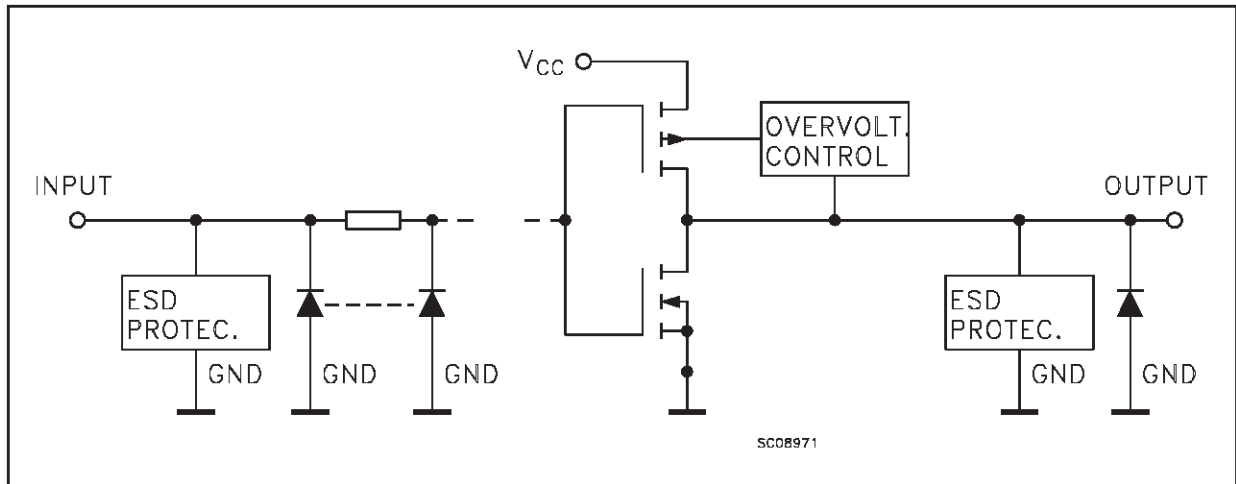 VCC
OVERVOLT.
CONTROL
INPUT
OUTPUT
ESD
PROTEC.
GND
GND
GND
ESD
PROTEC.
GND
GND
SC08971